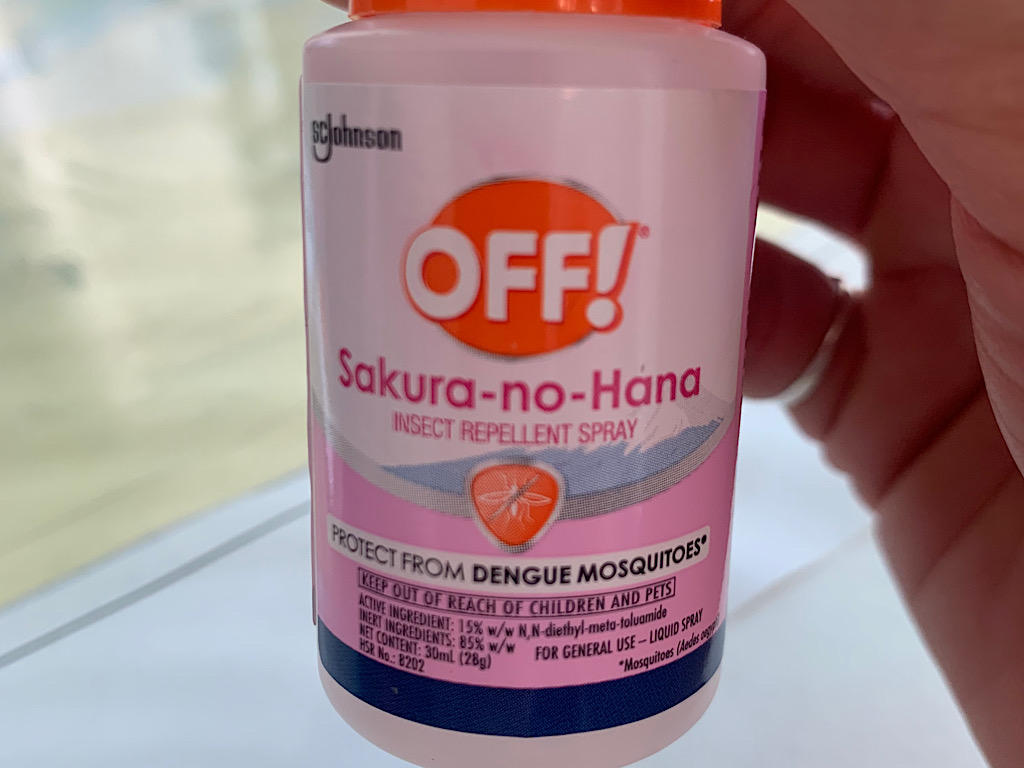 scJohnson
OFF!®
Sakura-no-Hana
INSECT REPELLENT SPRAY
PROTECT FROM DENGUE MOSQUITOES*
KEEP OUT OF REACH OF CHILDREN AND PETS
ACTIVE INGREDIENT: 15% w/w N,N-diethyl-meta-toluamide
INERT INGREDIENTS: 85% w/w
NET CONTENT: 30mL (28g)
HSR No.: 8202
FOR GENERAL USE – LIQUID SPRAY
*Mosquitoes (Aedes